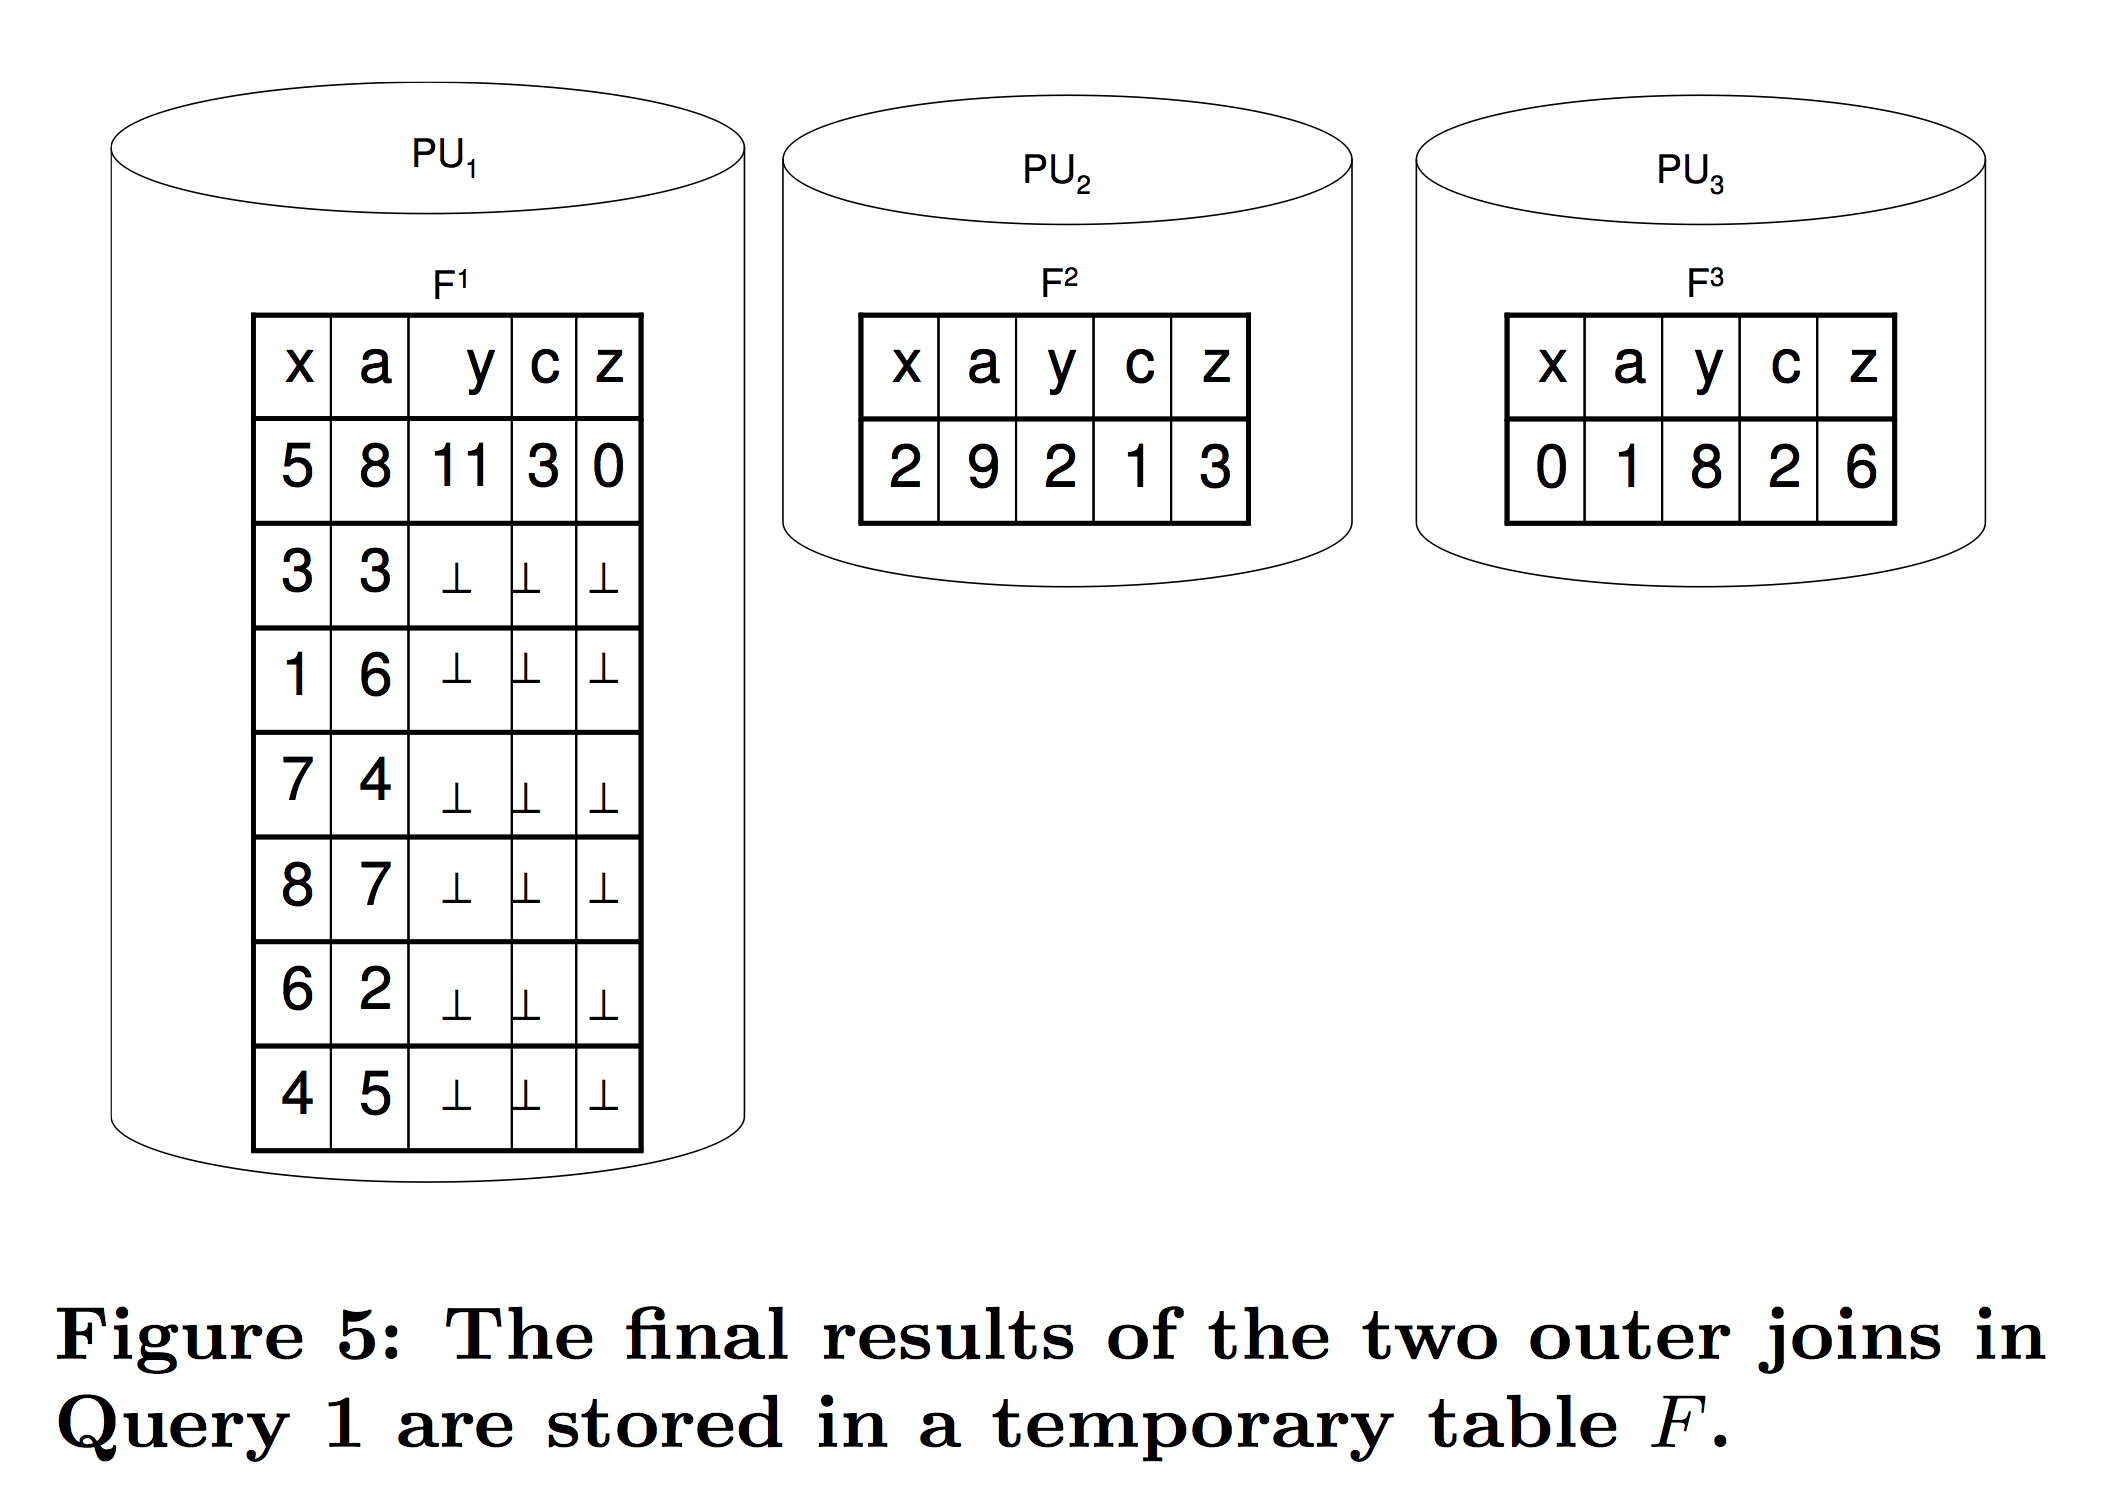 PU₁
F¹
x a y c z
5 8 11 3 0
3 3 ⊥ ⊥ ⊥
1 6 ⊥ ⊥ ⊥
7 4 ⊥ ⊥ ⊥
8 7 ⊥ ⊥ ⊥
6 2 ⊥ ⊥ ⊥
4 5 ⊥ ⊥ ⊥
PU₂
F²
x a y c z
2 9 2 1 3
PU₃
F³
x a y c z
0 1 8 2 6
Figure 5: The final results of the two outer joins in
Query 1 are stored in a temporary table F.